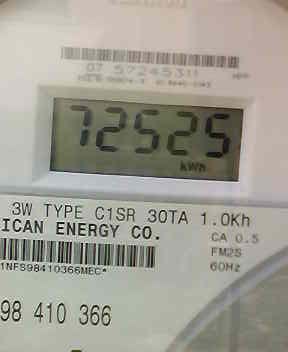 07 57245311
72525
kWh
3W TYPE C1SR 30TA 1.0Kh
ICAN ENERGY CO.
CA 0.5
FM2S
60Hz
1NFS98410366MEC*
98 410 366